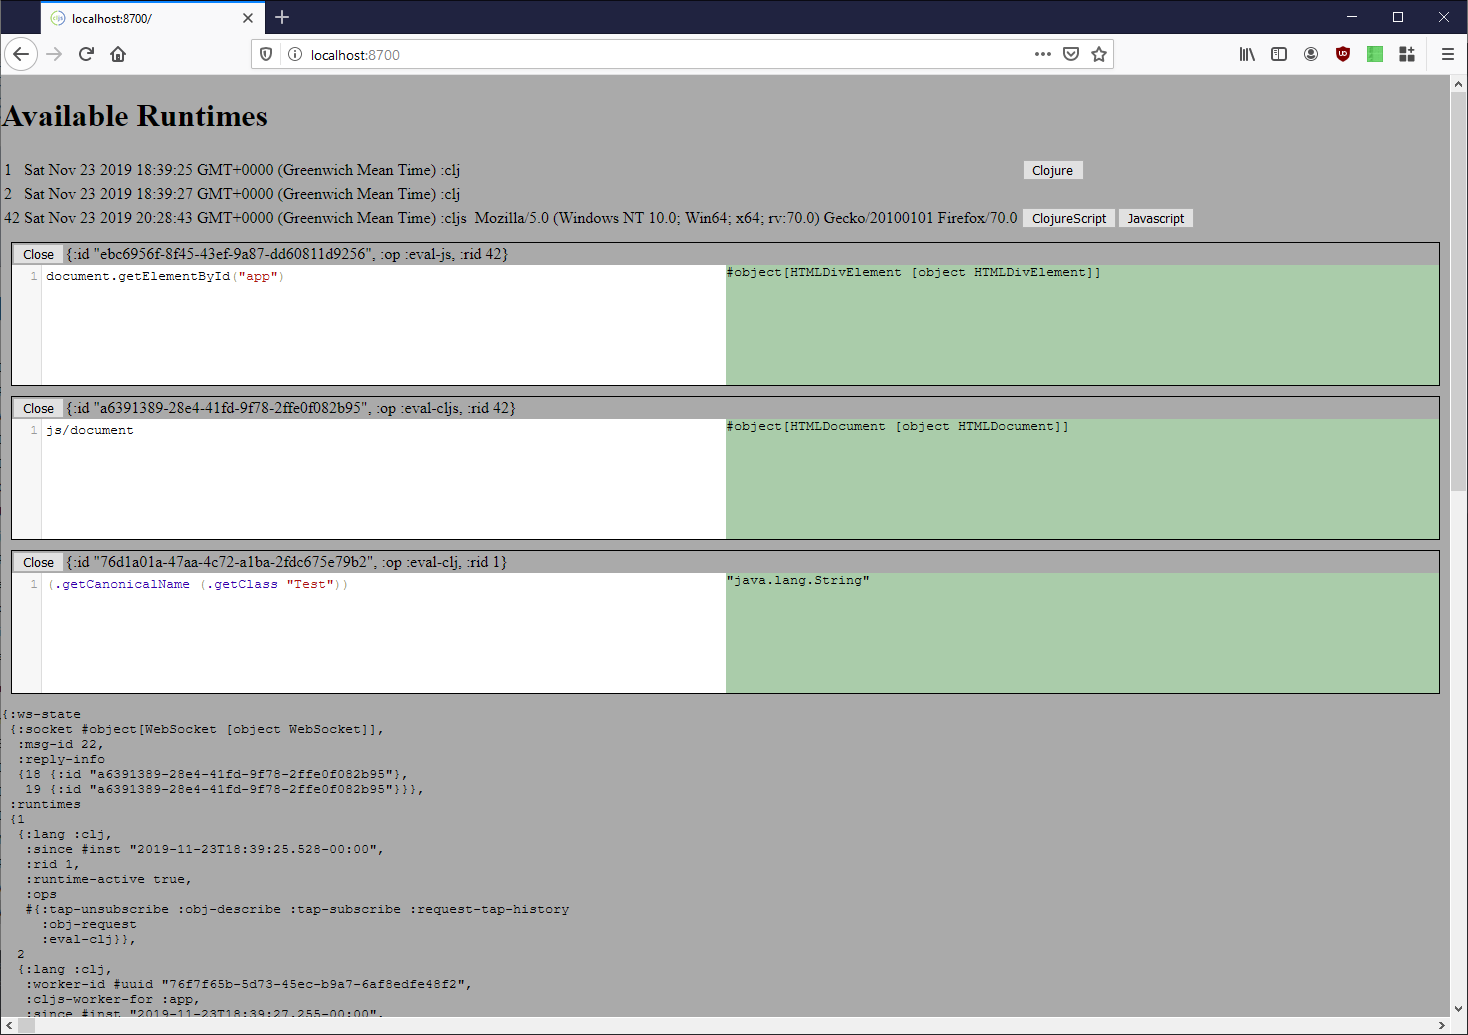 localhost:8700/
localhost:8700
Available Runtimes
1 Sat Nov 23 2019 18:39:25 GMT+0000 (Greenwich Mean Time) :clj Clojure
2 Sat Nov 23 2019 18:39:27 GMT+0000 (Greenwich Mean Time) :clj
42 Sat Nov 23 2019 20:28:43 GMT+0000 (Greenwich Mean Time) :cljs Mozilla/5.0 (Windows NT 10.0; Win64; x64; rv:70.0) Gecko/20100101 Firefox/70.0 ClojureScript Javascript
Close {:id "ebc6956f-8f45-43ef-9a87-dd60811d9256", :op :eval-js, :rid 42}
1 document.getElementById("app") #object[HTMLDivElement [object HTMLDivElement]]
Close {:id "a6391389-28e4-41fd-9f78-2ffe0f082b95", :op :eval-cljs, :rid 42}
1 js/document #object[HTMLDocument [object HTMLDocument]]
Close {:id "76d1a01a-47aa-4c72-a1ba-2fdc675e79b2", :op :eval-clj, :rid 1}
1 (.getCanonicalName (.getClass "Test")) "java.lang.String"
{:ws-state
{:socket #object[WebSocket [object WebSocket]],
:msg-id 22,
:reply-info
{18 {:id "a6391389-28e4-41fd-9f78-2ffe0f082b95"},
19 {:id "a6391389-28e4-41fd-9f78-2ffe0f082b95"}}},
:runtimes
{1
{:lang :clj,
:since #inst "2019-11-23T18:39:25.528-00:00",
:rid 1,
:runtime-active true,
:ops
#{:tap-unsubscribe :obj-describe :tap-subscribe :request-tap-history
:obj-request
:eval-clj}},
2
{:lang :clj,
:worker-id #uuid "76f7f65b-5d73-45ec-b9a7-6af8edfe48f2",
:cljs-worker-for :app,
:since #inst "2019-11-23T18:39:27.255-00:00",